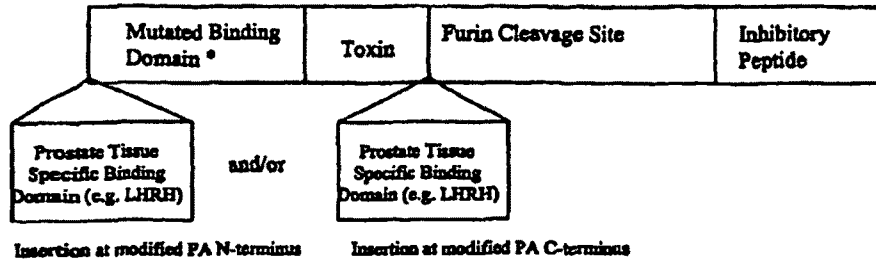 Mutated Binding
Domain *
Toxin
Furin Cleavage Site
Inhibitory
Peptide
Prostate Tissue
Specific Binding
Domain (e.g. LHRH)
and/or
Prostate Tissue
Specific Binding
Domain (e.g. LHRH)
Insertion at modified PA N-terminus
Insertion at modified PA C-terminus